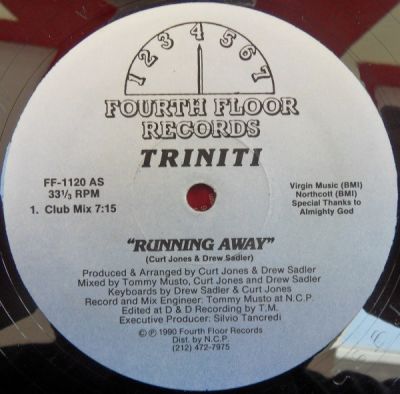 1 2 3 4 5 6 7
FOURTH FLOOR
RECORDS
TRINITI
FF-1120 AS
33⅓ RPM
1. Club Mix 7:15
Virgin Music (BMI)
Northcott (BMI)
Special Thanks to
Almighty God
"RUNNING AWAY"
(Curt Jones & Drew Sadler)
Produced & Arranged by Curt Jones & Drew Sadler
Mixed by Tommy Musto, Curt Jones and Drew Sadler
Keyboards by Drew Sadler & Curt Jones
Record and Mix Engineer: Tommy Musto at N.C.P.
Edited at D & D Recording by T.M.
Executive Producer: Silvio Tancredi
© ℗ 1990 Fourth Floor Records
Dist. by N.C.P.
(212) 472-7975